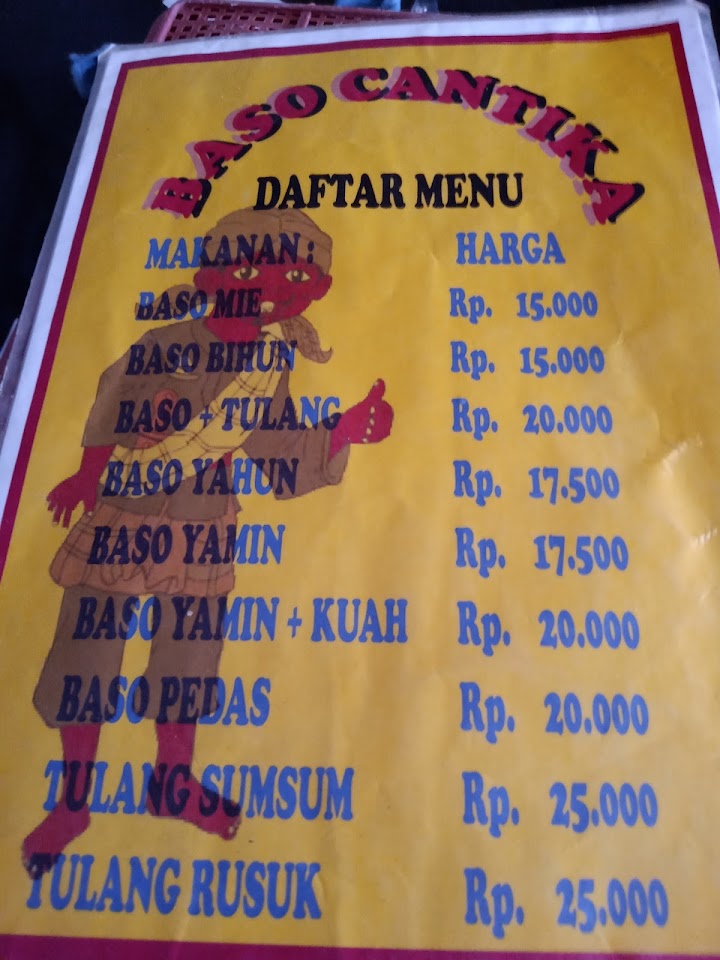 BASO CANTIKA
DAFTAR MENU
MAKANAN : HARGA
BASO MIE Rp. 15.000
BASO BIHUN Rp. 15.000
BASO + TULANG Rp. 20.000
BASO YAHUN Rp. 17.500
BASO YAMIN Rp. 17.500
BASO YAMIN + KUAH Rp. 20.000
BASO PEDAS Rp. 20.000
TULANG SUMSUM Rp. 25.000
TULANG RUSUK Rp. 25.000